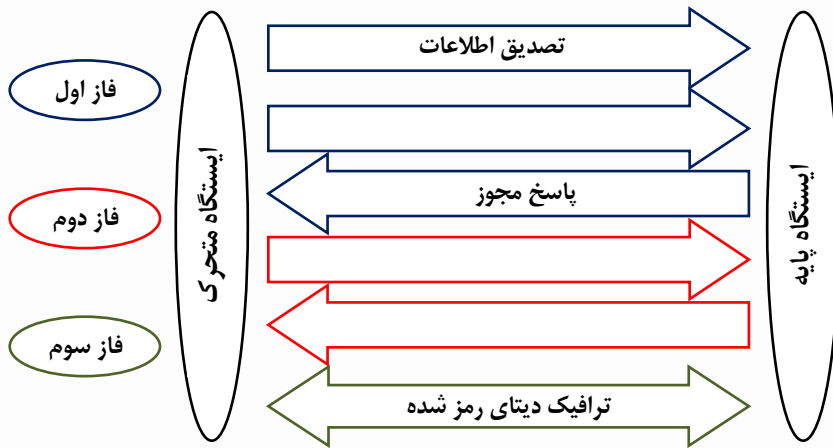 تصدیق اطلاعات
فاز اول
ایستگاه متحرک
ایستگاه پایه
پاسخ مجوز
فاز دوم
فاز سوم
ترافیک دیتای رمز شده